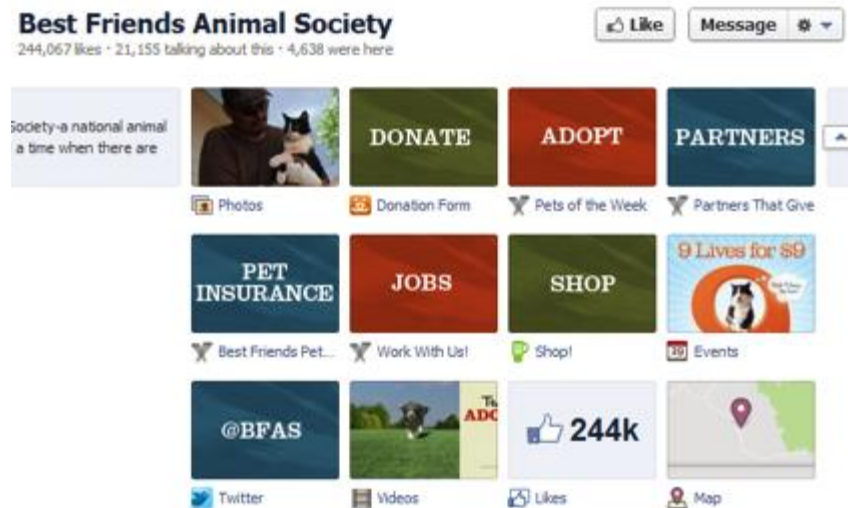 Best Friends Animal Society
244,067 likes · 21,155 talking about this · 4,638 were here
Like
Message
Society-a national animal
a time when there are
DONATE
ADOPT
PARTNERS
Photos
Donation Form
Pets of the Week
Partners That Give
PET
INSURANCE
JOBS
SHOP
9 Lives for $9
Best Friends Pet...
Work With Us!
Shop!
39
Events
@BFAS
ADO
244k
Twitter
Videos
Likes
Map